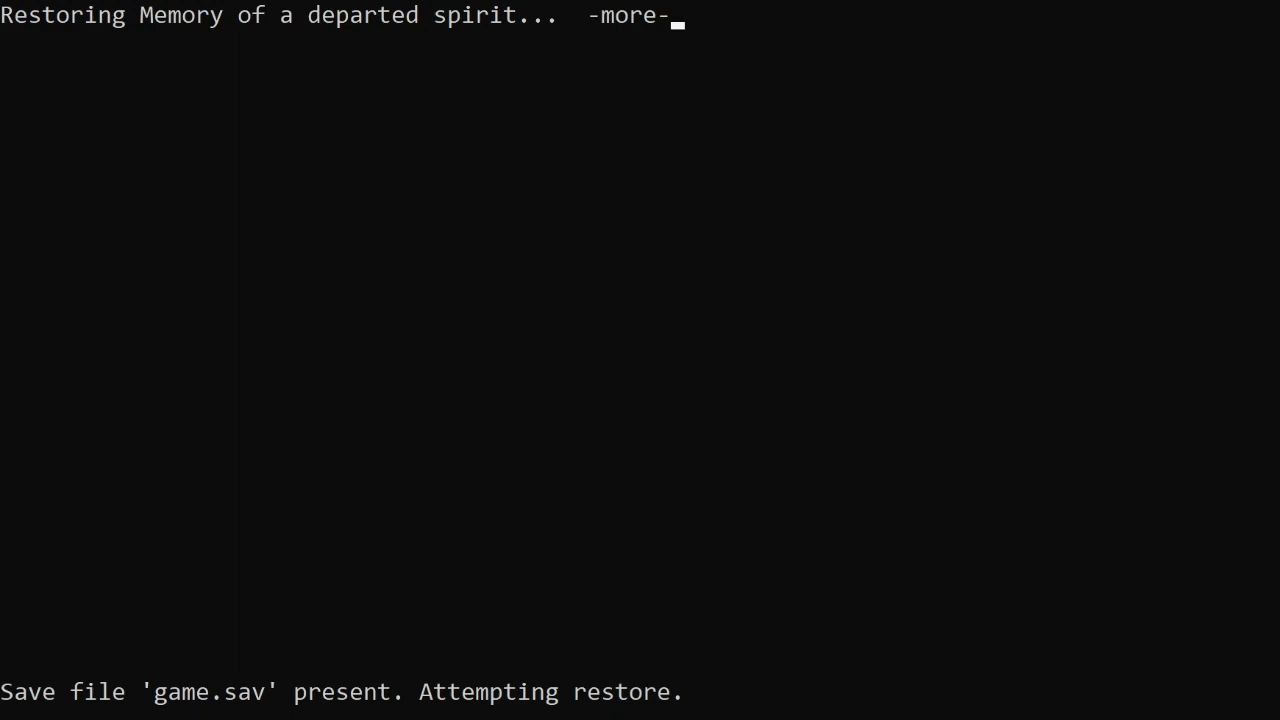 Restoring Memory of a departed spirit...  -more-
Save file 'game.sav' present. Attempting restore.